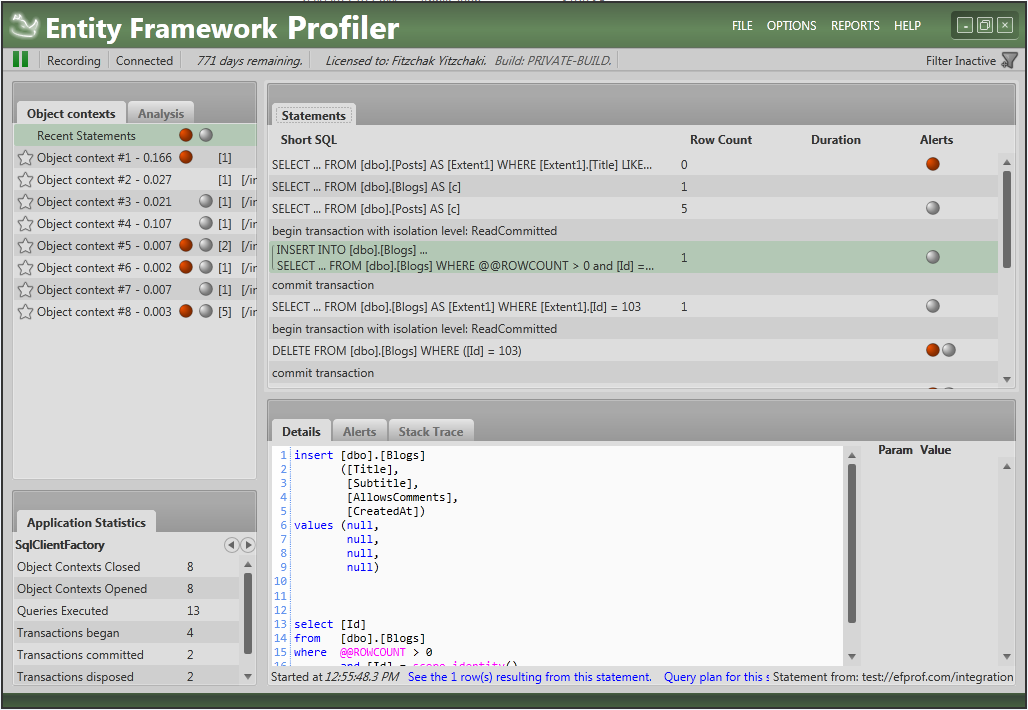 Entity Framework Profiler
FILE OPTIONS REPORTS HELP
Recording Connected 771 days remaining. Licensed to: Fitzchak Yitzchaki. Build: PRIVATE-BUILD. Filter Inactive
Object contexts Analysis
Recent Statements
Object context #1 - 0.166 [1]
Object context #2 - 0.027 [1] [/ir
Object context #3 - 0.021 [1] [/ir
Object context #4 - 0.107 [1] [/ir
Object context #5 - 0.007 [2] [/ir
Object context #6 - 0.002 [1] [/ir
Object context #7 - 0.007 [1] [/ir
Object context #8 - 0.003 [5] [/ir
Application Statistics
SqlClientFactory
Object Contexts Closed 8
Object Contexts Opened 8
Queries Executed 13
Transactions began 4
Transactions committed 2
Transactions disposed 2
Statements
Short SQL Row Count Duration Alerts
SELECT ... FROM [dbo].[Posts] AS [Extent1] WHERE [Extent1].[Title] LIKE... 0
SELECT ... FROM [dbo].[Blogs] AS [c] 1
SELECT ... FROM [dbo].[Posts] AS [c] 5
begin transaction with isolation level: ReadCommitted
INSERT INTO [dbo].[Blogs] ...
SELECT ... FROM [dbo].[Blogs] WHERE @@ROWCOUNT > 0 and [Id] =... 1
commit transaction
SELECT ... FROM [dbo].[Blogs] AS [Extent1] WHERE [Extent1].[Id] = 103 1
begin transaction with isolation level: ReadCommitted
DELETE FROM [dbo].[Blogs] WHERE ([Id] = 103)
commit transaction
Details Alerts Stack Trace
1 insert [dbo].[Blogs]
2 ([Title],
3 [Subtitle],
4 [AllowsComments],
5 [CreatedAt])
6 values (null,
7 null,
8 null,
9 null)
10
11
12
13 select [Id]
14 from [dbo].[Blogs]
15 where @@ROWCOUNT > 0
16 and [Id] = scope_identity()
Param Value
Started at 12:55:48.3 PM See the 1 row(s) resulting from this statement. Query plan for this s Statement from: test://efprof.com/integration